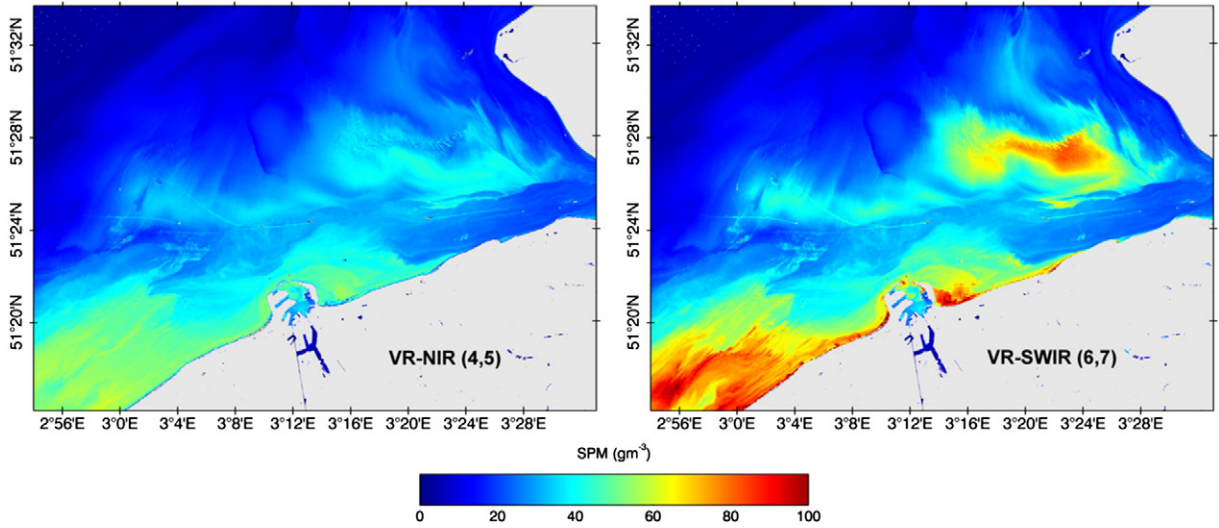 51°32'N
51°28'N
51°24'N
51°20'N
VR-NIR (4,5)
2°56'E 3°0'E 3°4'E 3°8'E 3°12'E 3°16'E 3°20'E 3°24'E 3°28'E
51°32'N
51°28'N
51°24'N
51°20'N
VR-SWIR (6,7)
2°56'E 3°0'E 3°4'E 3°8'E 3°12'E 3°16'E 3°20'E 3°24'E 3°28'E
SPM (gm-3)
0 20 40 60 80 100